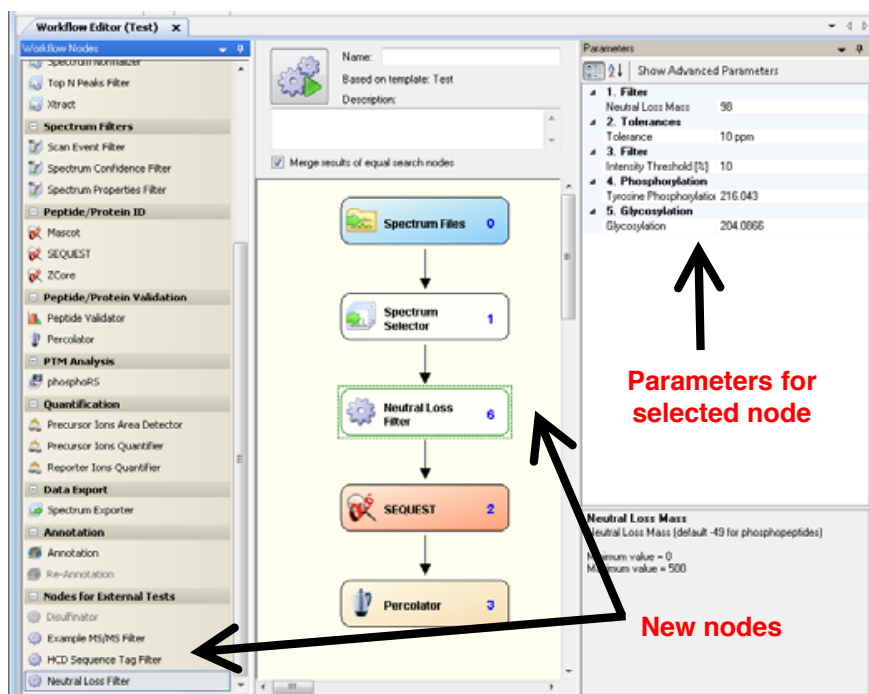 Workflow Editor (Test) x
Workflow Nodes
Spectrum Normalizer
Top N Peaks Filter
Xtract
Spectrum Filters
Scan Event Filter
Spectrum Confidence Filter
Spectrum Properties Filter
Peptide/Protein ID
Mascot
SEQUEST
ZCore
Peptide/Protein Validation
Peptide Validator
Percolator
PTM Analysis
phosphoRS
Quantification
Precursor Ions Area Detector
Precursor Ions Quantifier
Reporter Ions Quantifier
Data Export
Spectrum Exporter
Annotation
Annotation
Re-Annotation
Nodes for External Tests
Disulfinator
Example MS/MS Filter
HCD Sequence Tag Filter
Neutral Loss Filter
Name:
Based on template: Test
Description:
Merge results of equal search nodes
Spectrum Files 0
Spectrum
Selector 1
Neutral Loss
Filter 6
SEQUEST 2
Percolator 3
Parameters
Show Advanced Parameters
1. Filter
Neutral Loss Mass 98
2. Tolerances
Tolerance 10 ppm
3. Filter
Intensity Threshold [%] 10
4. Phosphorylation
Tyrosine Phosphorylatior 216.043
5. Glycosylation
Glycosylation 204.0866
Parameters for
selected node
Neutral Loss Mass
Neutral Loss Mass (default -49 for phosphopeptides)
Minimum value = 0
Maximum value = 500
New nodes